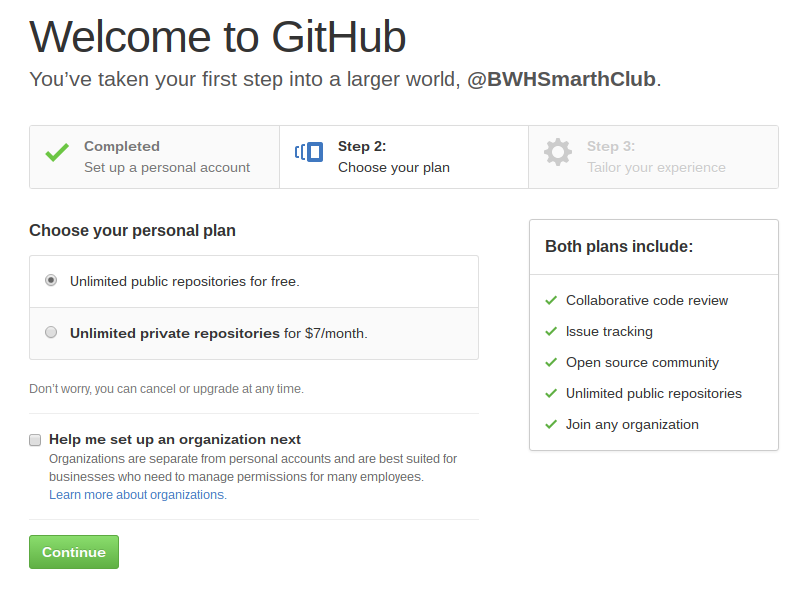 Welcome to GitHub
You’ve taken your first step into a larger world, @BWHSmarthClub.
Completed
Set up a personal account
Step 2:
Choose your plan
Step 3:
Tailor your experience
Choose your personal plan
Unlimited public repositories for free.
Unlimited private repositories for $7/month.
Don’t worry, you can cancel or upgrade at any time.
Help me set up an organization next
Organizations are separate from personal accounts and are best suited for
businesses who need to manage permissions for many employees.
Learn more about organizations.
Continue
Both plans include:
Collaborative code review
Issue tracking
Open source community
Unlimited public repositories
Join any organization